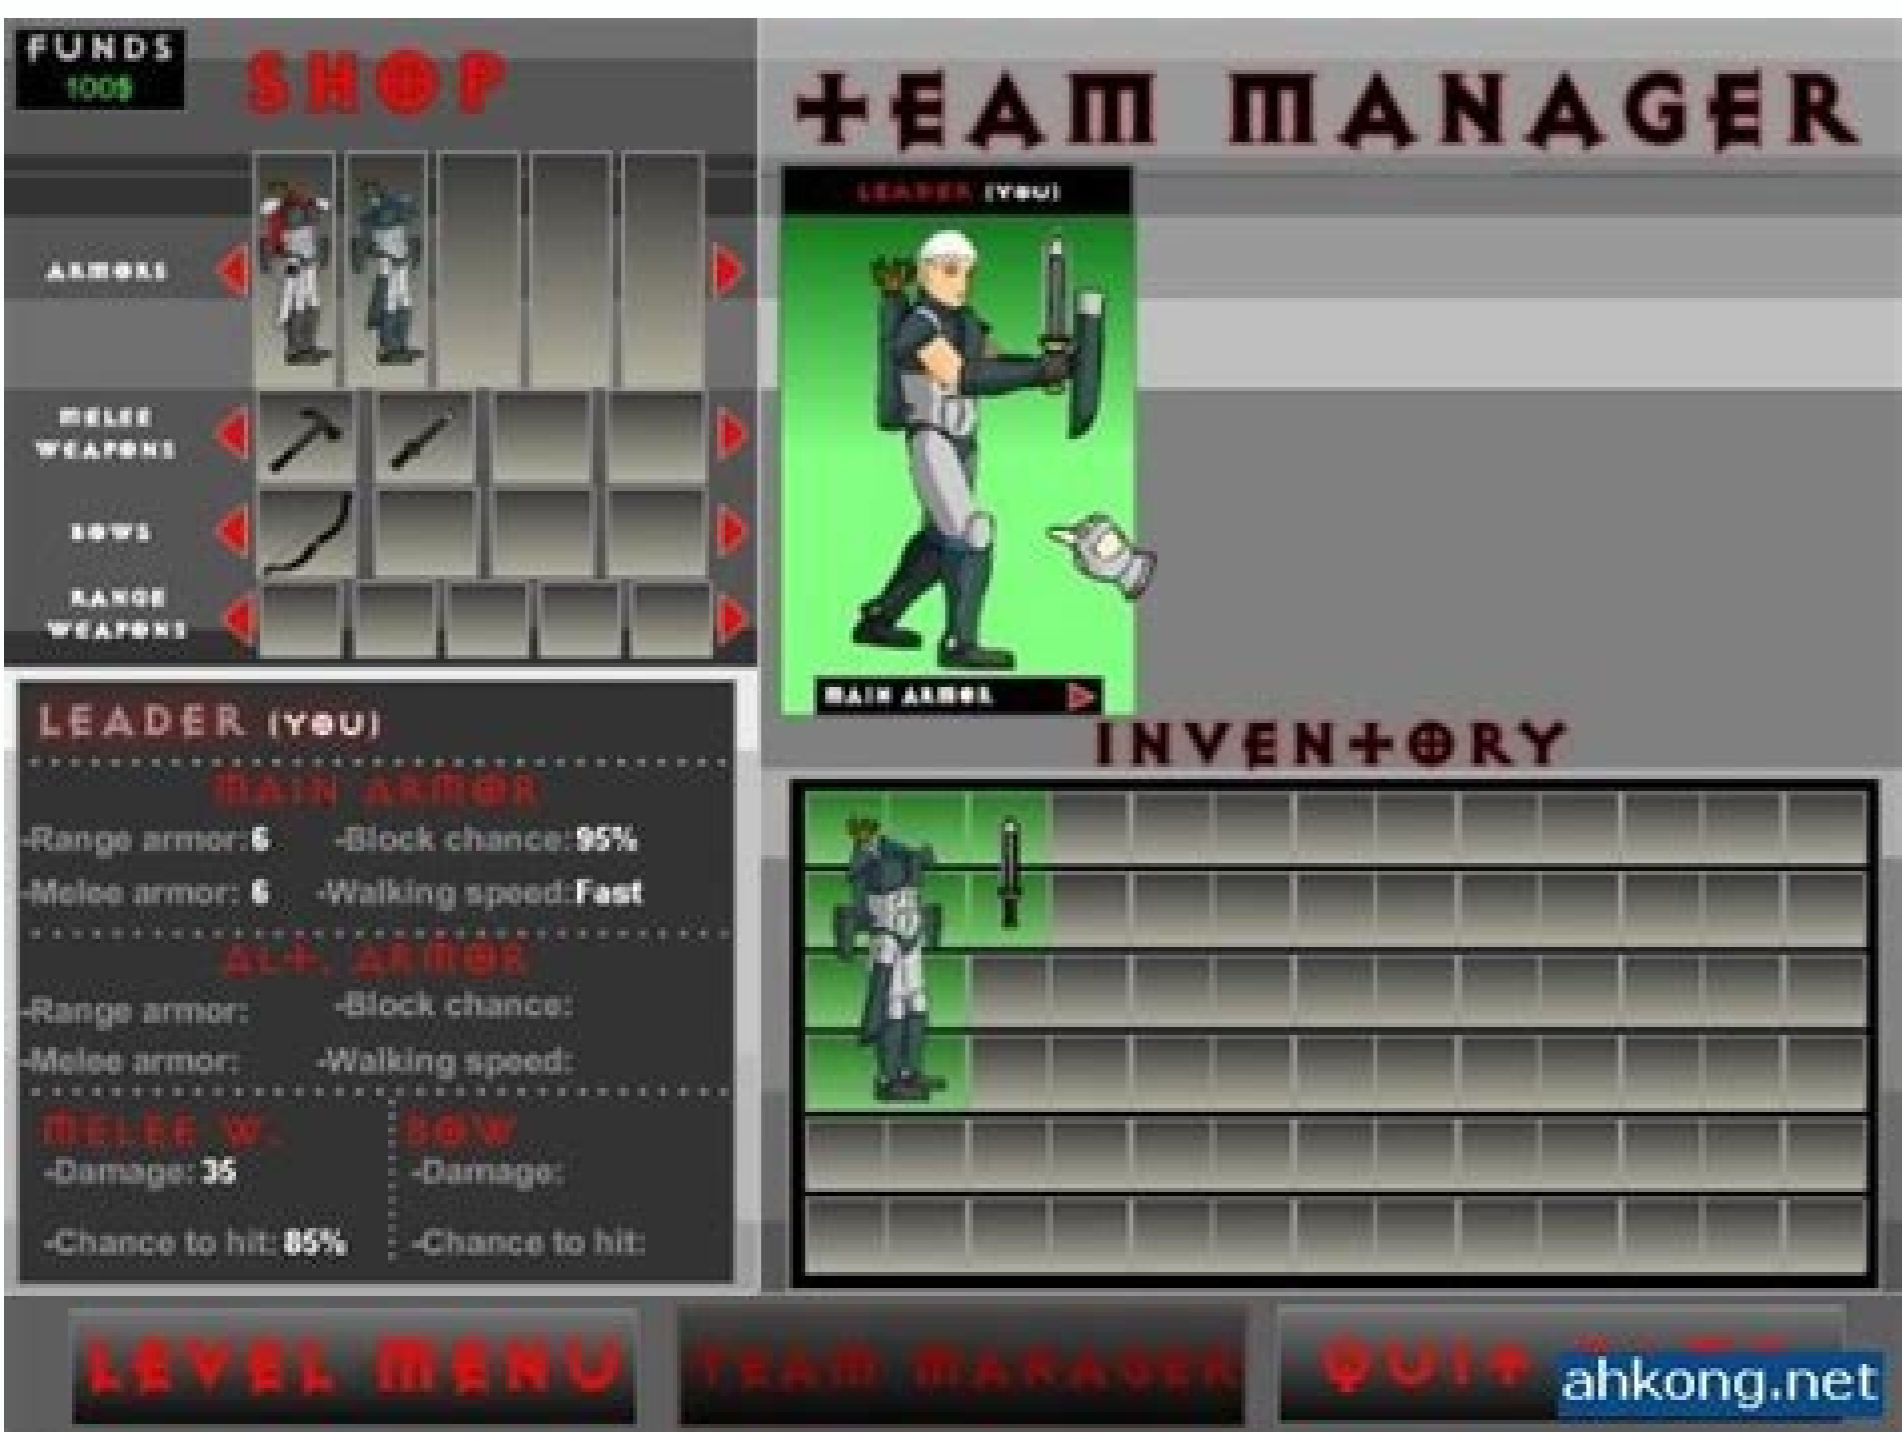 FUNDS
100$
SHOP
TEAM MANAGER
LEADER (YOU)
ARMORS
MELEE
WEAPONS
BOWS
RANGE
WEAPONS
MAIN ARMOR
INVENTORY
LEADER (YOU)
MAIN ARMOR
-Range armor: 6 -Block chance: 95%
-Melee armor: 6 -Walking speed: Fast
ALT. ARMOR
-Range armor: -Block chance:
-Melee armor: -Walking speed:
MELEE W. BOW
-Damage: 35 -Damage:
-Chance to hit: 85% -Chance to hit:
LEVEL MENU TEAM MANAGER QUIT
ahkong.net